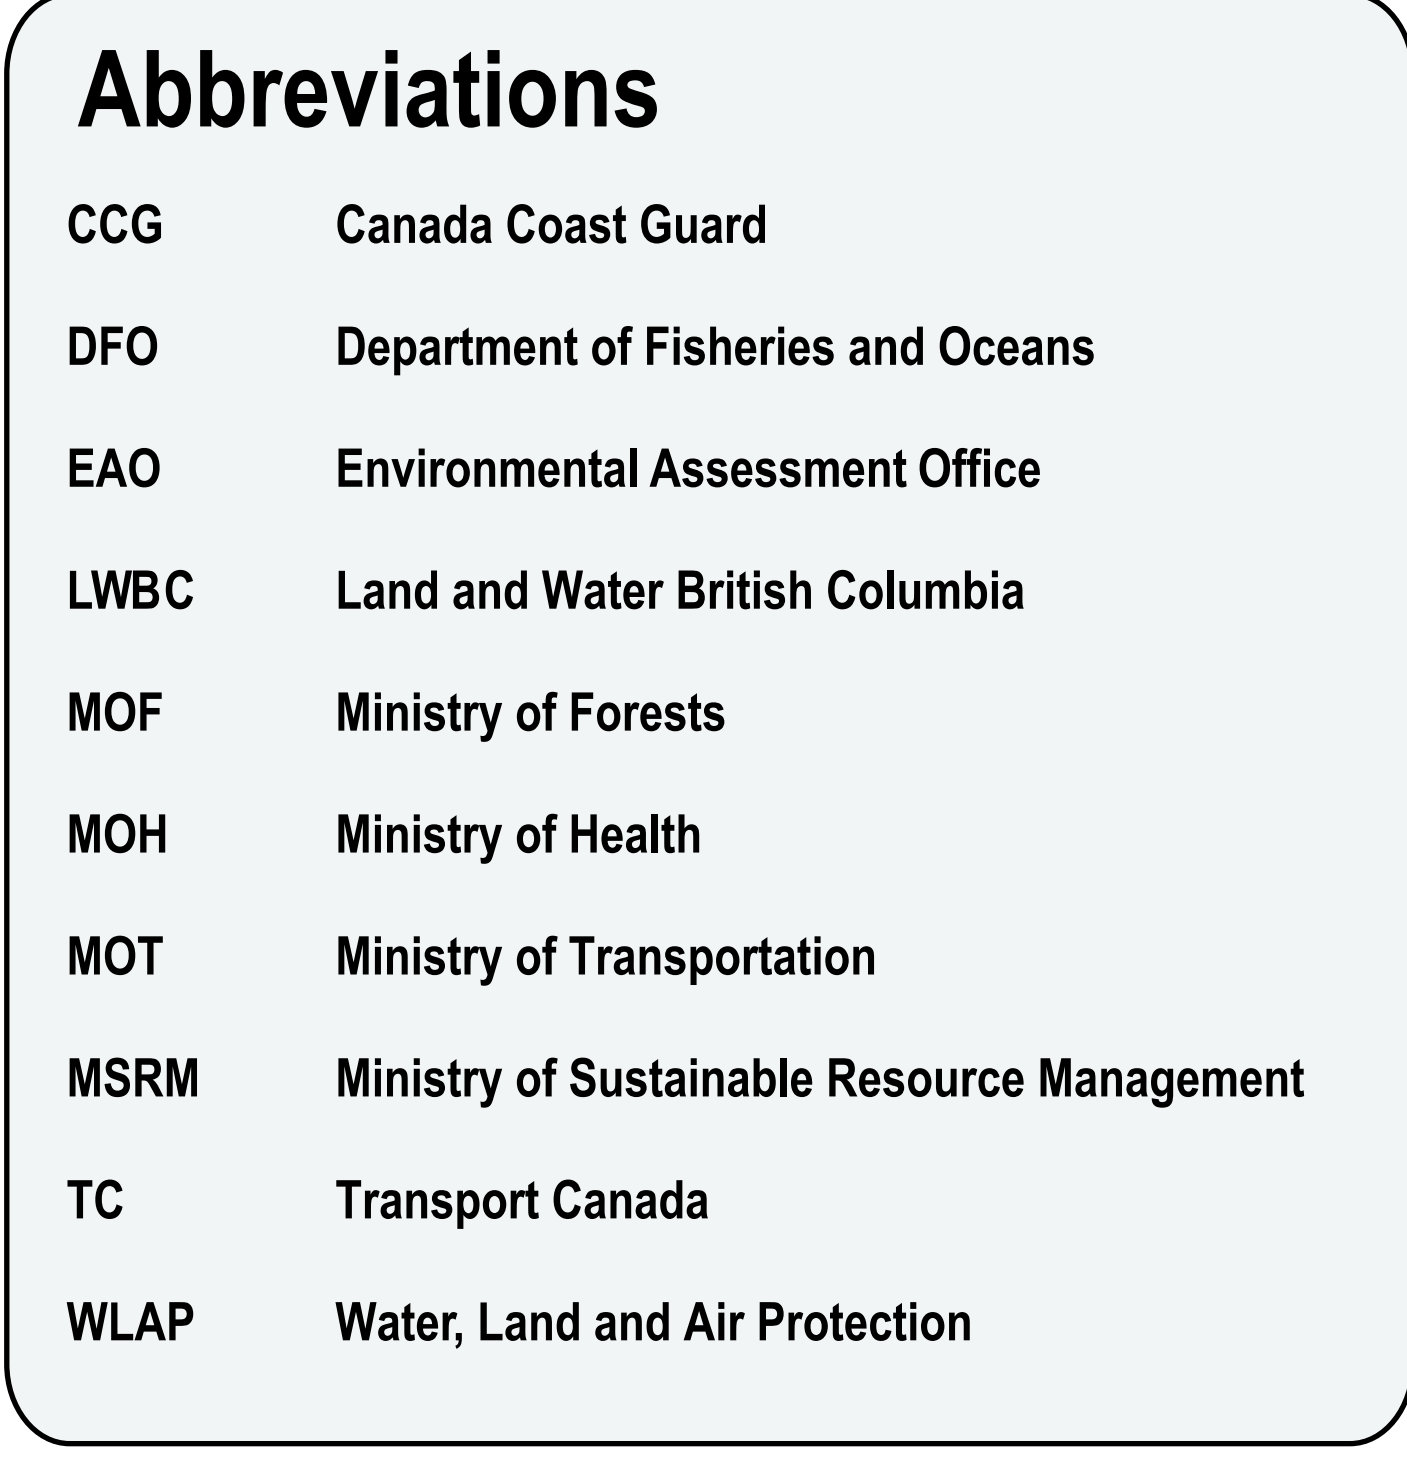 Abbreviations
CCG Canada Coast Guard
DFO Department of Fisheries and Oceans
EAO Environmental Assessment Office
LWBC Land and Water British Columbia
MOF Ministry of Forests
MOH Ministry of Health
MOT Ministry of Transportation
MSRM Ministry of Sustainable Resource Management
TC Transport Canada
WLAP Water, Land and Air Protection